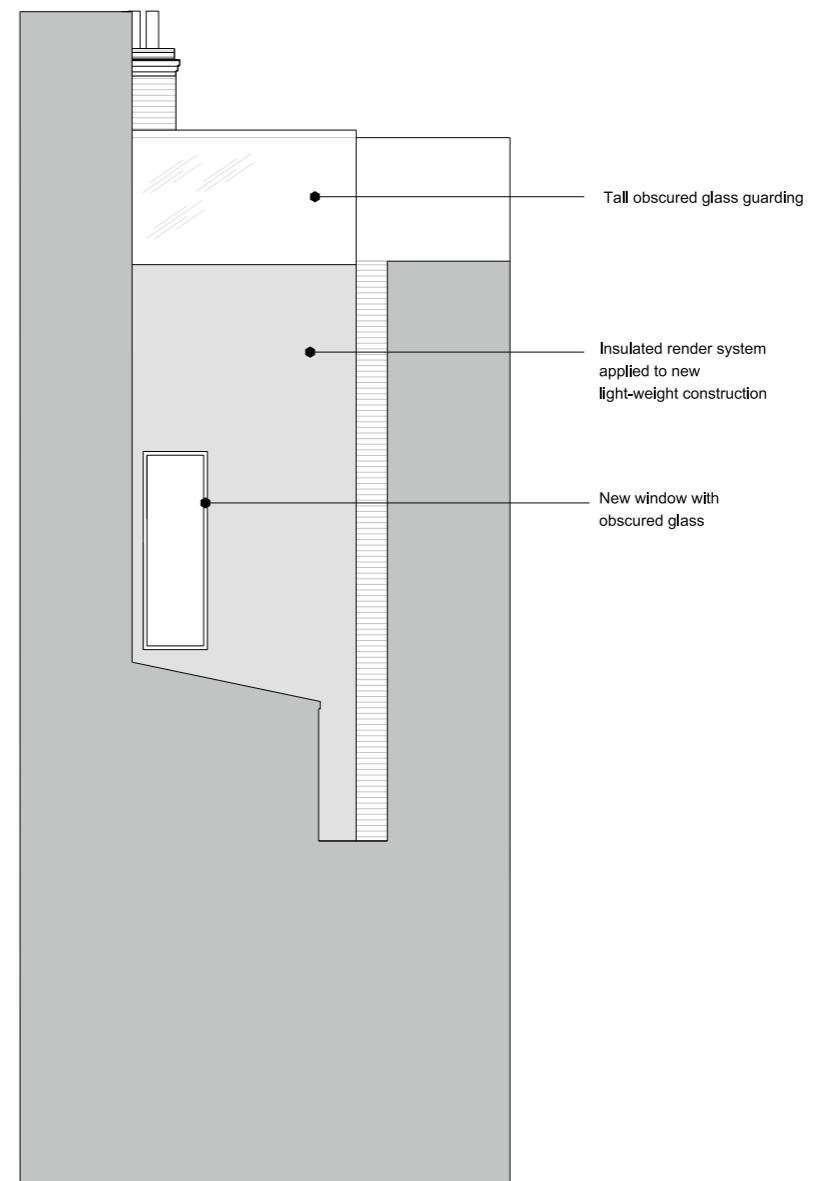 Tall obscured glass guarding
Insulated render system
applied to new
light-weight construction
New window with
obscured glass